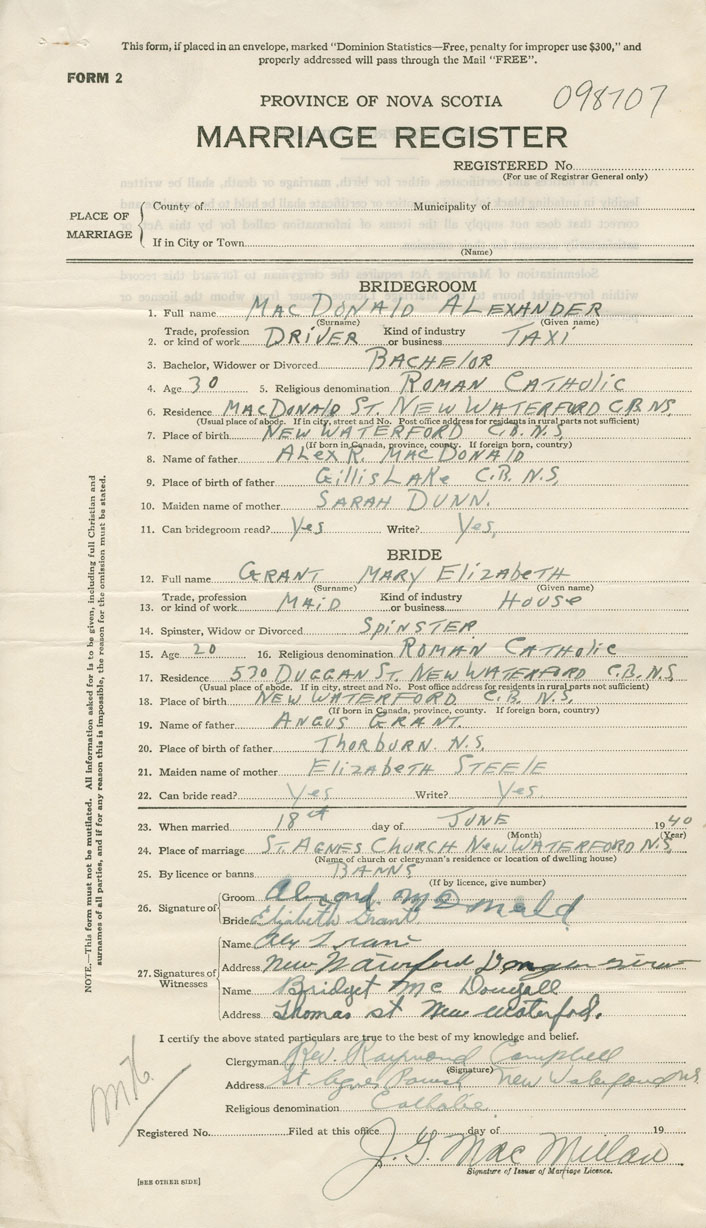 This form, if placed in an envelope, marked "Dominion Statistics—Free, penalty for improper use $300," and
properly addressed will pass through the Mail "FREE".
FORM 2
PROVINCE OF NOVA SCOTIA
098707
MARRIAGE REGISTER
REGISTERED No.
(For use of Registrar General only)
PLACE OF MARRIAGE
County of Municipality of
If in City or Town
(Name)
BRIDEGROOM
1. Full name MacDONALD ALEXANDER
(Surname) (Given name)
2. Trade, profession or kind of work DRIVER Kind of industry or business TAXI
3. Bachelor, Widower or Divorced BACHELOR
4. Age 30 5. Religious denomination ROMAN CATHOLIC
6. Residence MACDONALD ST. NEW WATERFORD C.B. N.S.
(Usual place of abode. If in city, street and No. Post office address for residents in rural parts not sufficient)
7. Place of birth NEW WATERFORD C.B. N.S.
(If born in Canada, province, county. If foreign born, country)
8. Name of father ALEX R. MACDONALD
9. Place of birth of father GILLIS LAKE C.B. N.S.
10. Maiden name of mother SARAH DUNN.
11. Can bridegroom read? Yes Write? Yes,
BRIDE
12. Full name GRANT MARY ELIZABETH
(Surname) (Given name)
13. Trade, profession or kind of work MAID Kind of industry or business HOUSE
14. Spinster, Widow or Divorced SPINSTER
15. Age 20 16. Religious denomination ROMAN CATHOLIC
17. Residence 530 DUGGAN ST. NEW WATERFORD C.B. N.S
(Usual place of abode. If in city, street and No. Post office address for residents in rural parts not sufficient)
18. Place of birth NEW WATERFORD C.B. N.S.
(If born in Canada, province, county. If foreign born, country)
19. Name of father ANGUS GRANT.
20. Place of birth of father THORBURN N.S.
21. Maiden name of mother ELIZABETH STEELE
22. Can bride read? Yes Write? Yes.
23. When married 18th day of JUNE 1940
(Month) (Year)
24. Place of marriage ST. AGNES CHURCH NEW WATERFORD N.S.
(Name of church or clergyman's residence or location of dwelling house)
25. By licence or banns BANNS
(If by licence, give number)
26. Signature of
Groom McDonald
Bride Elizabeth Grant
27. Signatures of Witnesses
Name Alex Grant
Address New
Name Bridget Mc Dougall
Address Thomas st New Waterford.
I certify the above stated particulars are true to the best of my knowledge and belief.
Clergyman Rev. Raymond Campbell
(Signature)
Address St Agnes Parish New Waterford N.S.
Religious denomination Catholic
Registered No. Filed at this office day of 19
J. G. MacMillan
Signature of Issuer of Marriage Licence.
[SEE OTHER SIDE]
NOTE.—This form must not be mutilated. All information asked for is to be given, including full Christian and
surnames of all parties, and if for any reason this is impossible, the reason for the omission must be stated.